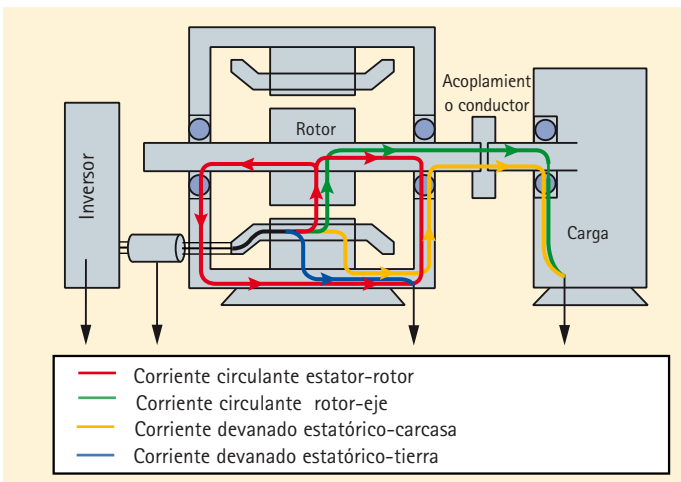 Acoplamient
o conductor
Rotor
Inversor
Carga
Corriente circulante estator-rotor
Corriente circulante rotor-eje
Corriente devanado estatórico-carcasa
Corriente devanado estatórico-tierra